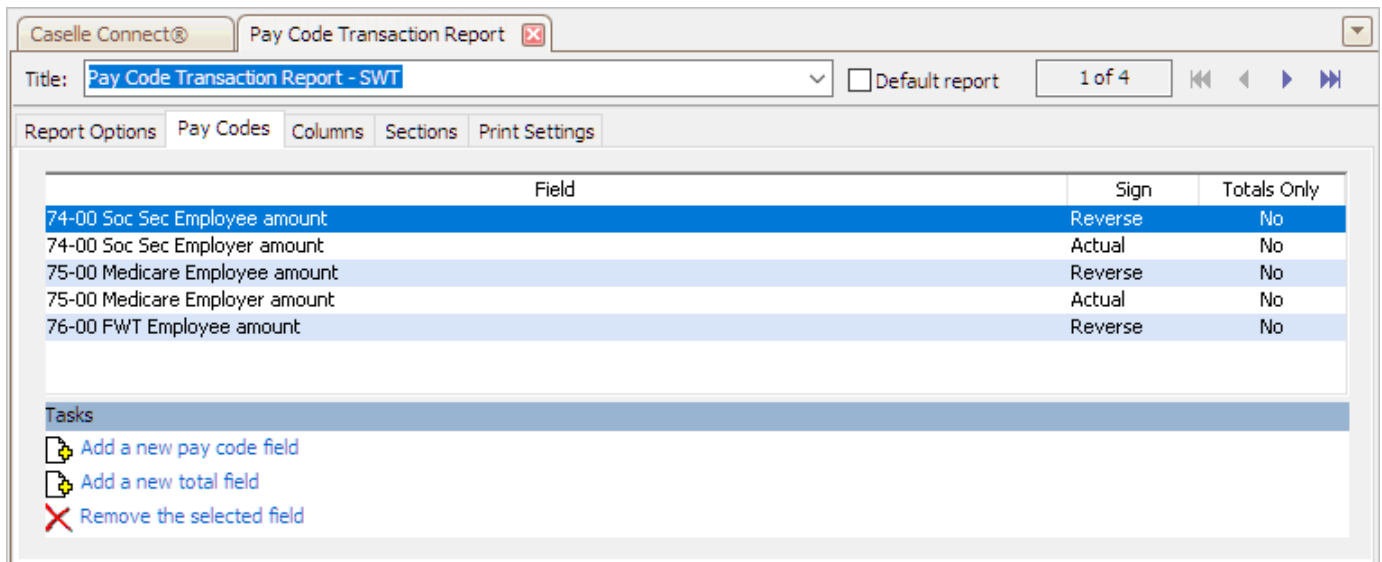 Caselle Connect® Pay Code Transaction Report
Title: Pay Code Transaction Report - SWT Default report 1 of 4
Report Options Pay Codes Columns Sections Print Settings
Field Sign Totals Only
74-00 Soc Sec Employee amount Reverse No
74-00 Soc Sec Employer amount Actual No
75-00 Medicare Employee amount Reverse No
75-00 Medicare Employer amount Actual No
76-00 FWT Employee amount Reverse No
Tasks
Add a new pay code field
Add a new total field
Remove the selected field